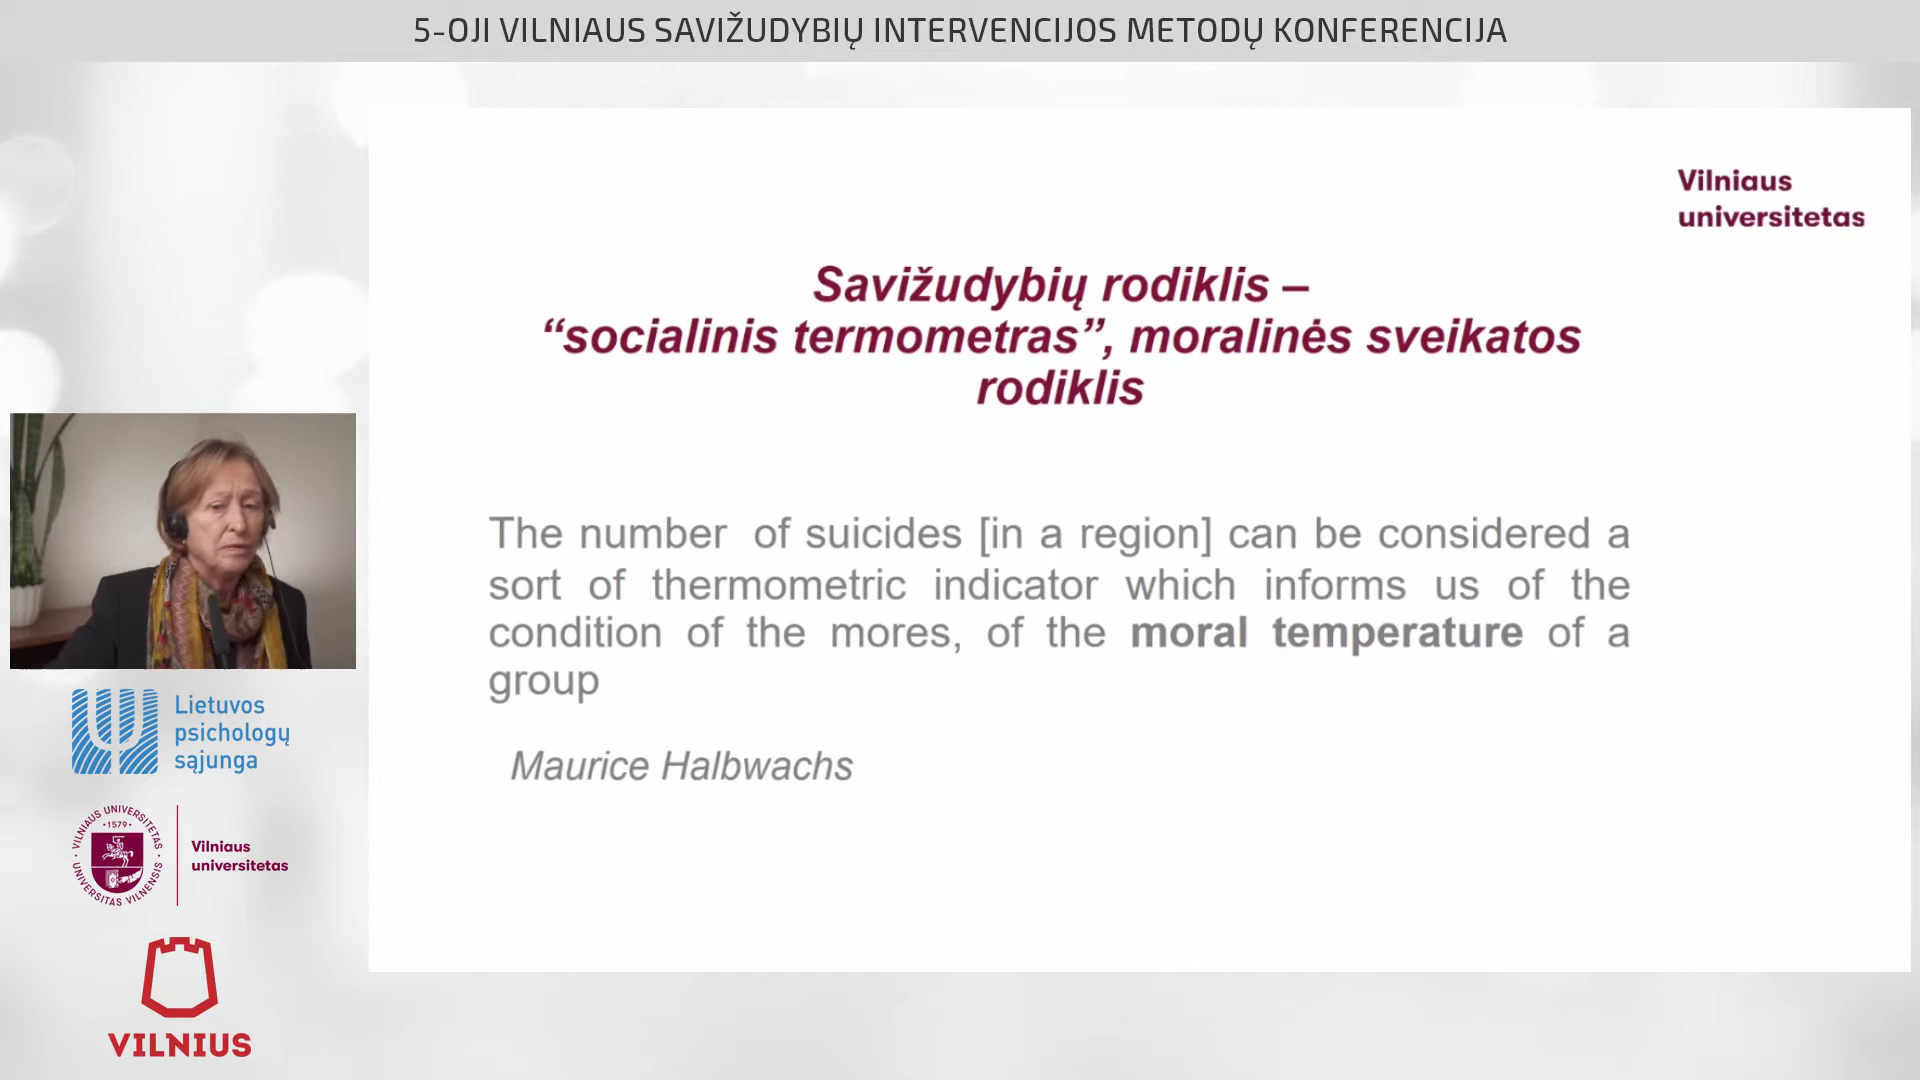 5-OJI VILNIAUS SAVIŽUDYBIŲ INTERVENCIJOS METODŲ KONFERENCIJA
Vilniaus
universitetas
Savižudybių rodiklis –
“socialinis termometras”, moralinės sveikatos
rodiklis
The number of suicides [in a region] can be considered a
sort of thermometric indicator which informs us of the
condition of the mores, of the moral temperature of a
group
Maurice Halbwachs
Lietuvos
psichologų
sąjunga
VILNIAUS UNIVERSITETAS
·1579·
UNIVERSITAS VILNENSIS
Vilniaus
universitetas
VILNIUS